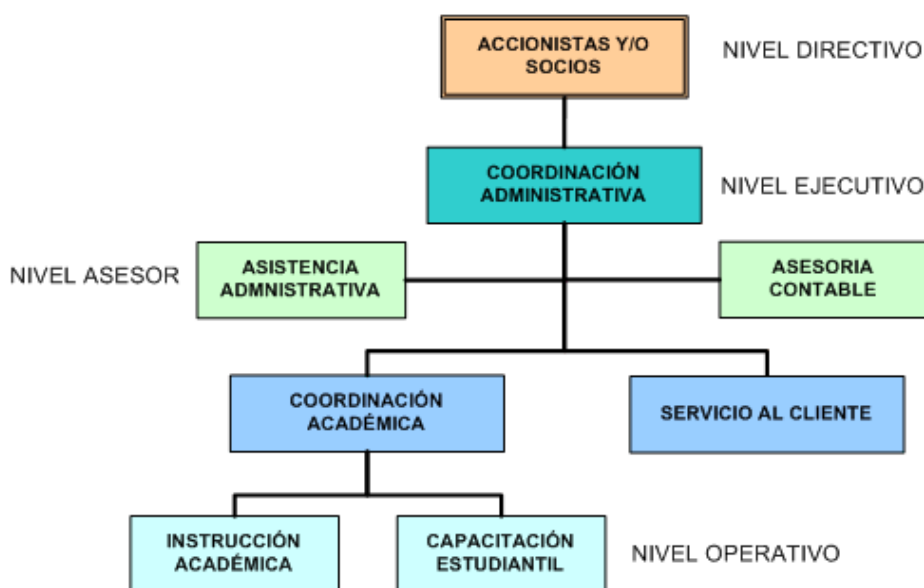 ACCIONISTAS Y/O
SOCIOS
NIVEL DIRECTIVO
COORDINACIÓN
ADMINISTRATIVA
NIVEL EJECUTIVO
NIVEL ASESOR
ASISTENCIA
ADMNISTRATIVA
ASESORIA
CONTABLE
COORDINACIÓN
ACADÉMICA
SERVICIO AL CLIENTE
INSTRUCCIÓN
ACADÉMICA
CAPACITACIÓN
ESTUDIANTIL
NIVEL OPERATIVO